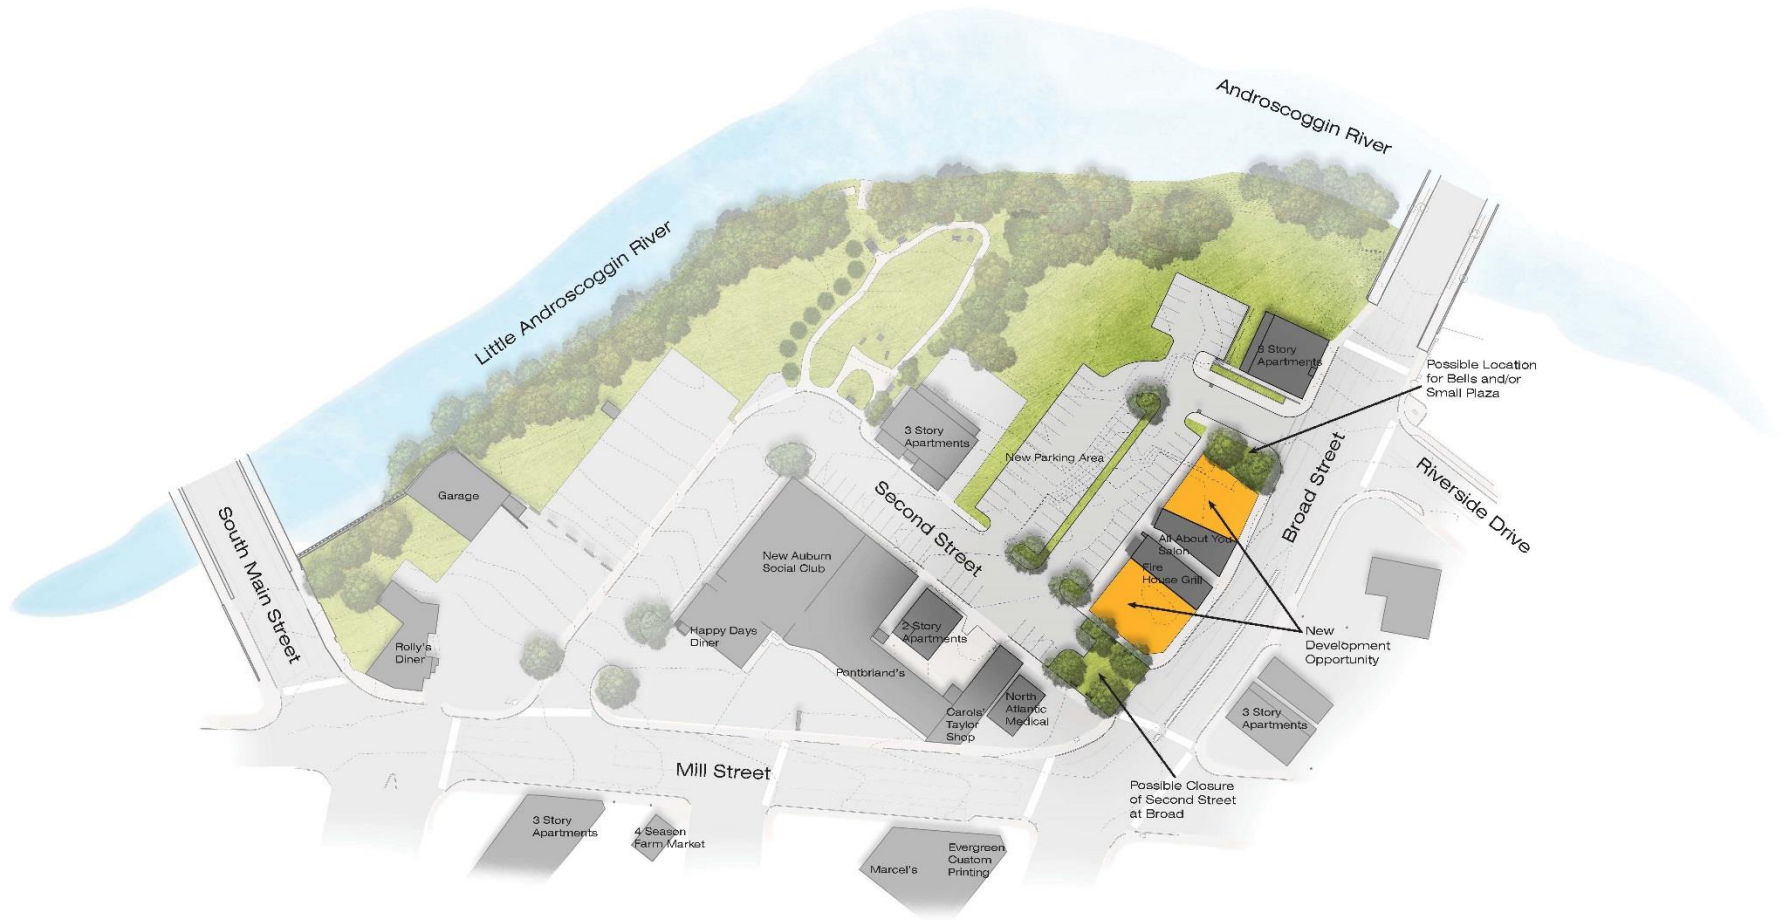 Androscoggin River
Little Androscoggin River
3 Story
Apartments
Possible Location
for Bells and/or
Small Plaza
3 Story
Apartments
New Parking Area
Broad Street
Riverside Drive
Garage
South Main Street
Second Street
All About You
Salon
New Auburn
Social Club
Fire
House Grill
Happy Days
Diner
2 Story
Apartments
New
Development
Opportunity
Rolly's
Diner
Pontbriand's
North
Atlantic
Medical
Carols'
Taylor
Shop
3 Story
Apartments
Mill Street
Possible Closure
of Second Street
at Broad
3 Story
Apartments
4 Season
Farm Market
Marcel's
Evergreen
Custom
Printing